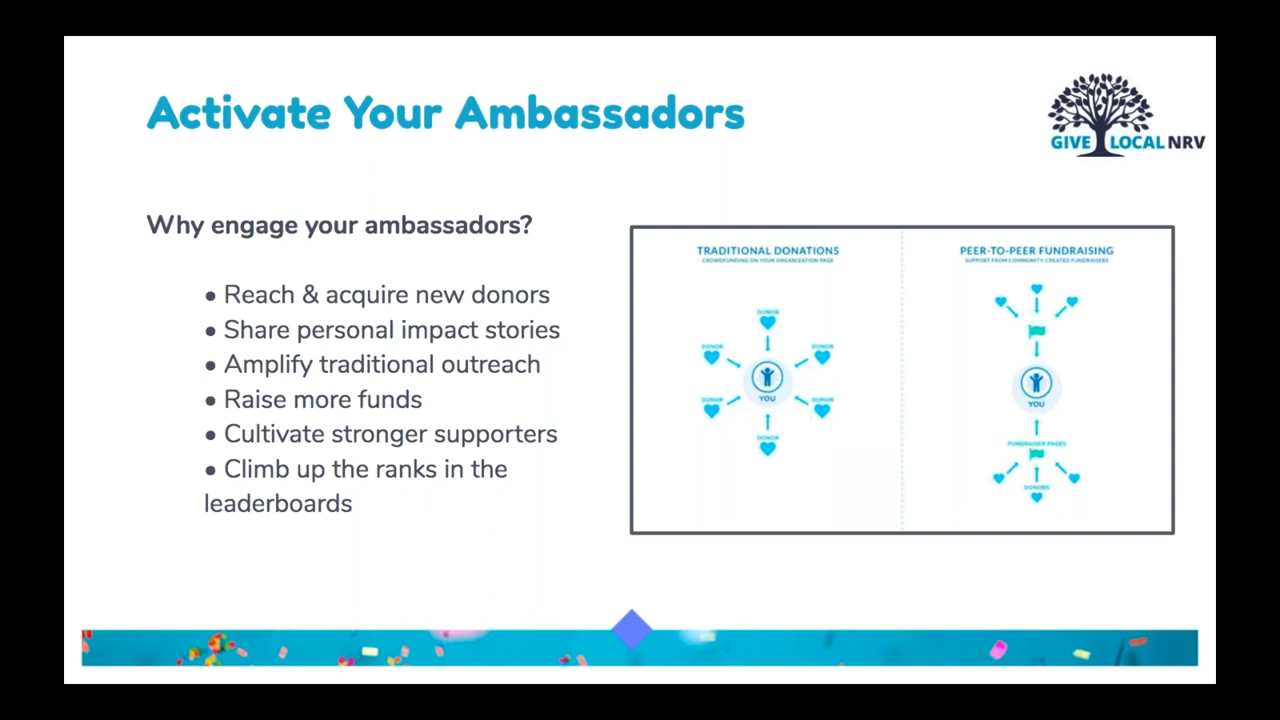 Activate Your Ambassadors
GIVE LOCAL NRV
Why engage your ambassadors?
● Reach & acquire new donors
● Share personal impact stories
● Amplify traditional outreach
● Raise more funds
● Cultivate stronger supporters
● Climb up the ranks in the
leaderboards
TRADITIONAL DONATIONS
CROWDFUNDING ON YOUR ORGANIZATION PAGE
DONOR
DONOR
DONOR
YOU
DONOR
DONOR
DONOR
PEER-TO-PEER FUNDRAISING
SUPPORT FROM COMMUNITY-CREATED FUNDRAISERS
YOU
FUNDRAISER PAGES
DONORS